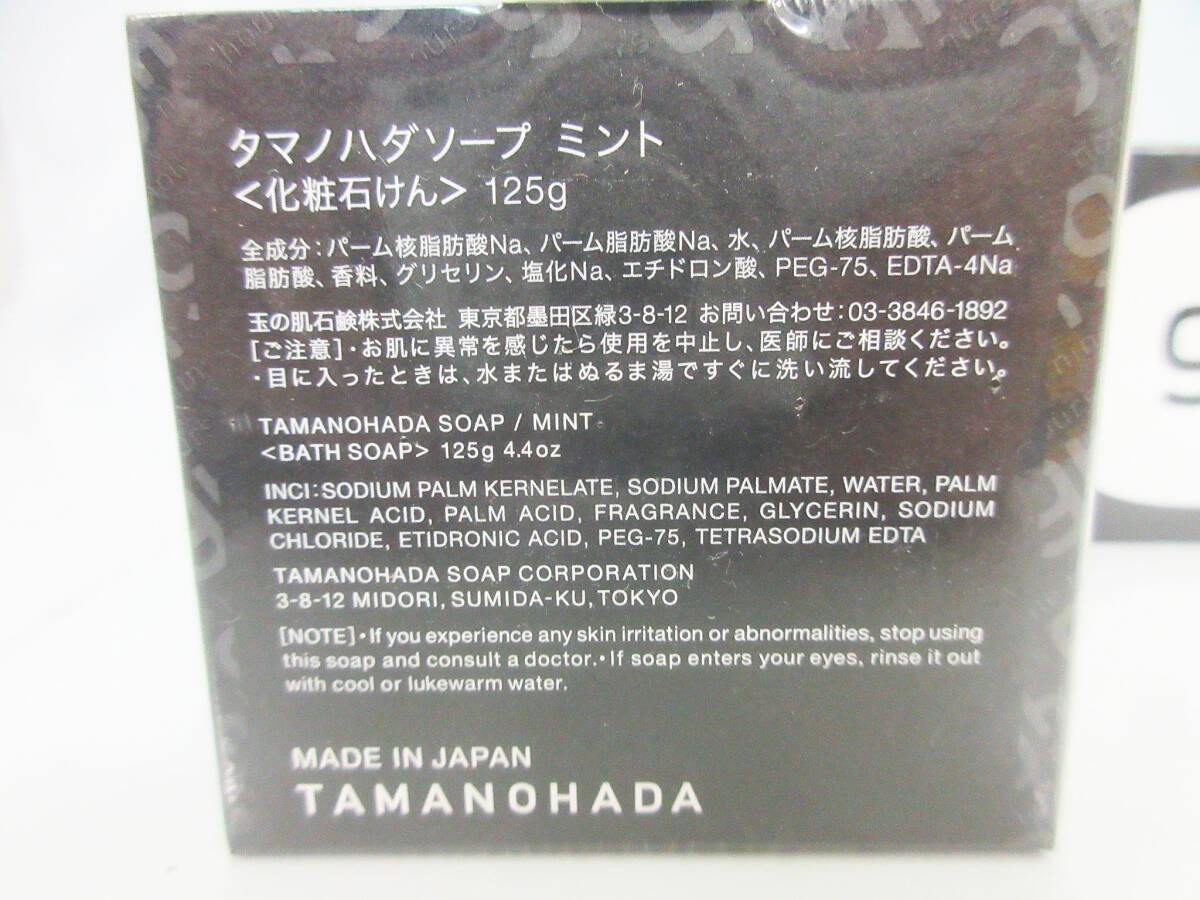 タマノハダソープ ミント
<化粧石けん> 125g
全成分：パーム核脂肪酸Na、パーム脂肪酸Na、水、パーム核脂肪酸、パーム
脂肪酸、香料、グリセリン、塩化Na、エチドロン酸、PEG-75、EDTA-4Na
玉の肌石鹸株式会社 東京都墨田区緑3-8-12 お問い合わせ：03-3846-1892
[ご注意]・お肌に異常を感じたら使用を中止し、医師にご相談ください。
・目に入ったときは、水またはぬるま湯ですぐに洗い流してください。
TAMANOHADA SOAP / MINT
<BATH SOAP> 125g 4.4oz
INCI：SODIUM PALM KERNELATE, SODIUM PALMATE, WATER, PALM
KERNEL ACID, PALM ACID, FRAGRANCE, GLYCERIN, SODIUM
CHLORIDE, ETIDRONIC ACID, PEG-75, TETRASODIUM EDTA
TAMANOHADA SOAP CORPORATION
3-8-12 MIDORI, SUMIDA-KU, TOKYO
[NOTE]・If you experience any skin irritation or abnormalities, stop using
this soap and consult a doctor.・If soap enters your eyes, rinse it out
with cool or lukewarm water.
MADE IN JAPAN
TAMANOHADA